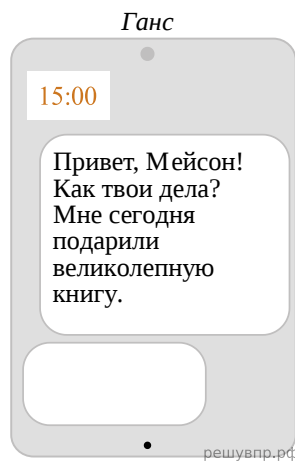 Ганс
15:00
Привет, Мейсон!
Как твои дела?
Мне сегодня
подарили
великолепную
книгу.
решувпр.рф